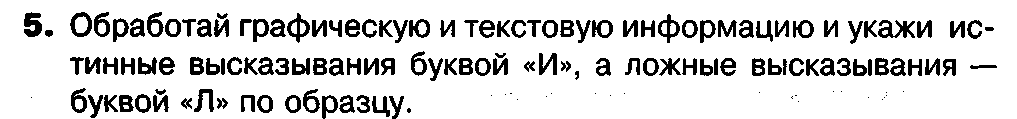 5. Обработай графическую и текстовую информацию и укажи ис-
тинные высказывания буквой «И», а ложные высказывания —
буквой «Л» по образцу.